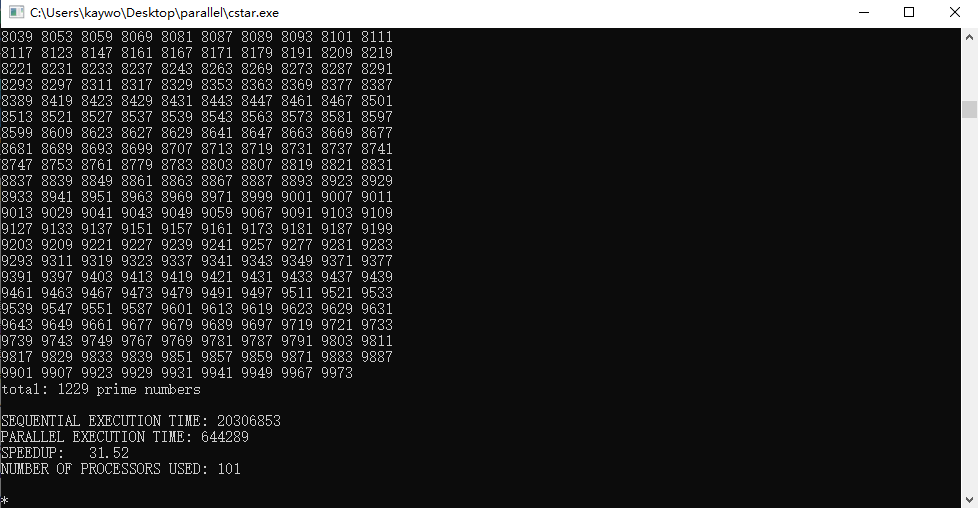 C:\Users\kaywo\Desktop\parallel\cstar.exe
8039 8053 8059 8069 8081 8087 8089 8093 8101 8111
8117 8123 8147 8161 8167 8171 8179 8191 8209 8219
8221 8231 8233 8237 8243 8263 8269 8273 8287 8291
8293 8297 8311 8317 8329 8353 8363 8369 8377 8387
8389 8419 8423 8429 8431 8443 8447 8461 8467 8501
8513 8521 8527 8537 8539 8543 8563 8573 8581 8597
8599 8609 8623 8627 8629 8641 8647 8663 8669 8677
8681 8689 8693 8699 8707 8713 8719 8731 8737 8741
8747 8753 8761 8779 8783 8803 8807 8819 8821 8831
8837 8839 8849 8861 8863 8867 8887 8893 8923 8929
8933 8941 8951 8963 8969 8971 8999 9001 9007 9011
9013 9029 9041 9043 9049 9059 9067 9091 9103 9109
9127 9133 9137 9151 9157 9161 9173 9181 9187 9199
9203 9209 9221 9227 9239 9241 9257 9277 9281 9283
9293 9311 9319 9323 9337 9341 9343 9349 9371 9377
9391 9397 9403 9413 9419 9421 9431 9433 9437 9439
9461 9463 9467 9473 9479 9491 9497 9511 9521 9533
9539 9547 9551 9587 9601 9613 9619 9623 9629 9631
9643 9649 9661 9677 9679 9689 9697 9719 9721 9733
9739 9743 9749 9767 9769 9781 9787 9791 9803 9811
9817 9829 9833 9839 9851 9857 9859 9871 9883 9887
9901 9907 9923 9929 9931 9941 9949 9967 9973
total: 1229 prime numbers
SEQUENTIAL EXECUTION TIME: 20306853
PARALLEL EXECUTION TIME: 644289
SPEEDUP:   31.52
NUMBER OF PROCESSORS USED: 101
*